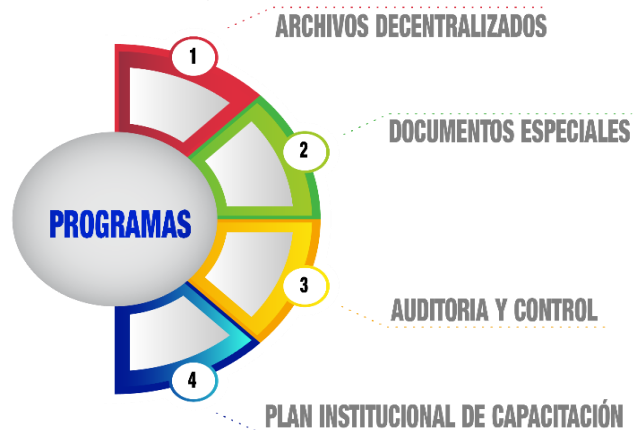 ARCHIVOS DECENTRALIZADOS
1
2
DOCUMENTOS ESPECIALES
PROGRAMAS
3
AUDITORIA Y CONTROL
4
PLAN INSTITUCIONAL DE CAPACITACIÓN